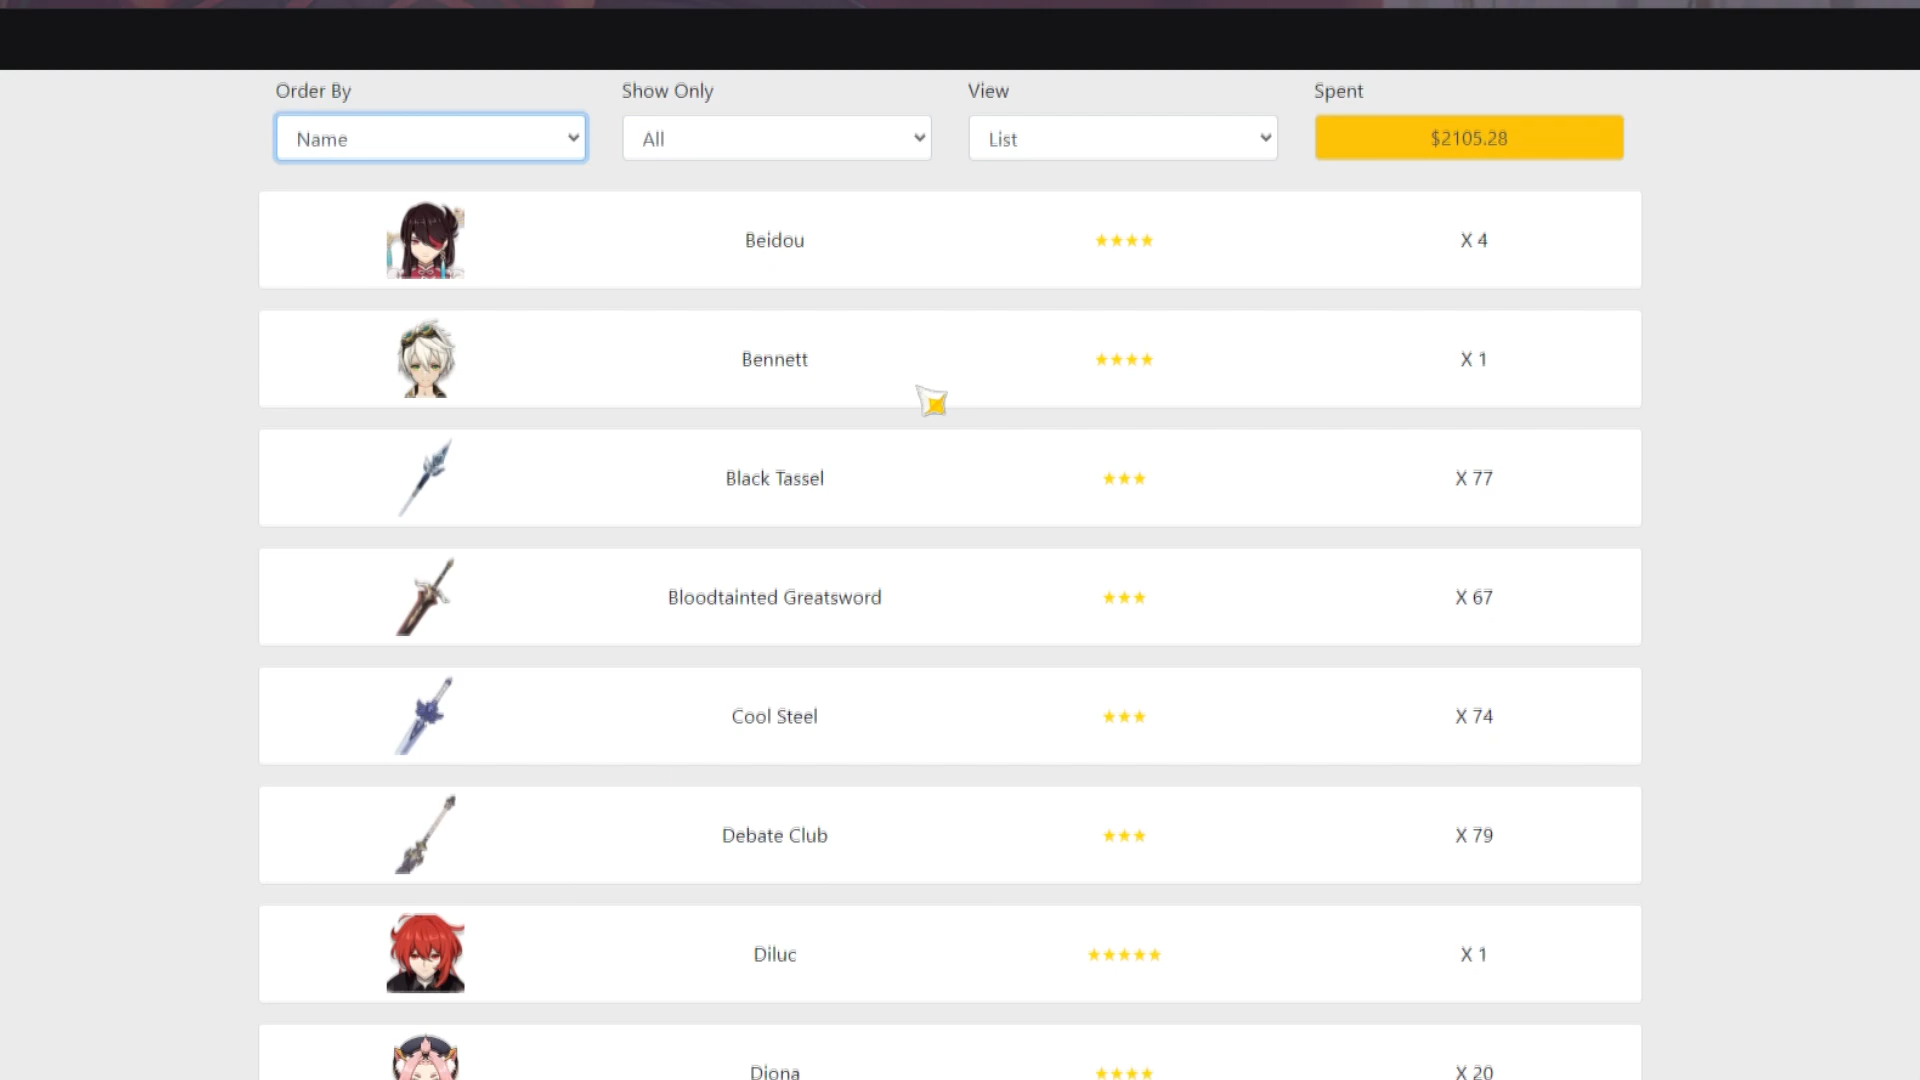 Order By Show Only View Spent
Name All List $2105.28
Beidou ★★★★ X 4
Bennett ★★★★ X 1
Black Tassel ★★★ X 77
Bloodtainted Greatsword ★★★ X 67
Cool Steel ★★★ X 74
Debate Club ★★★ X 79
Diluc ★★★★★ X 1
Diona ★★★★ X 20